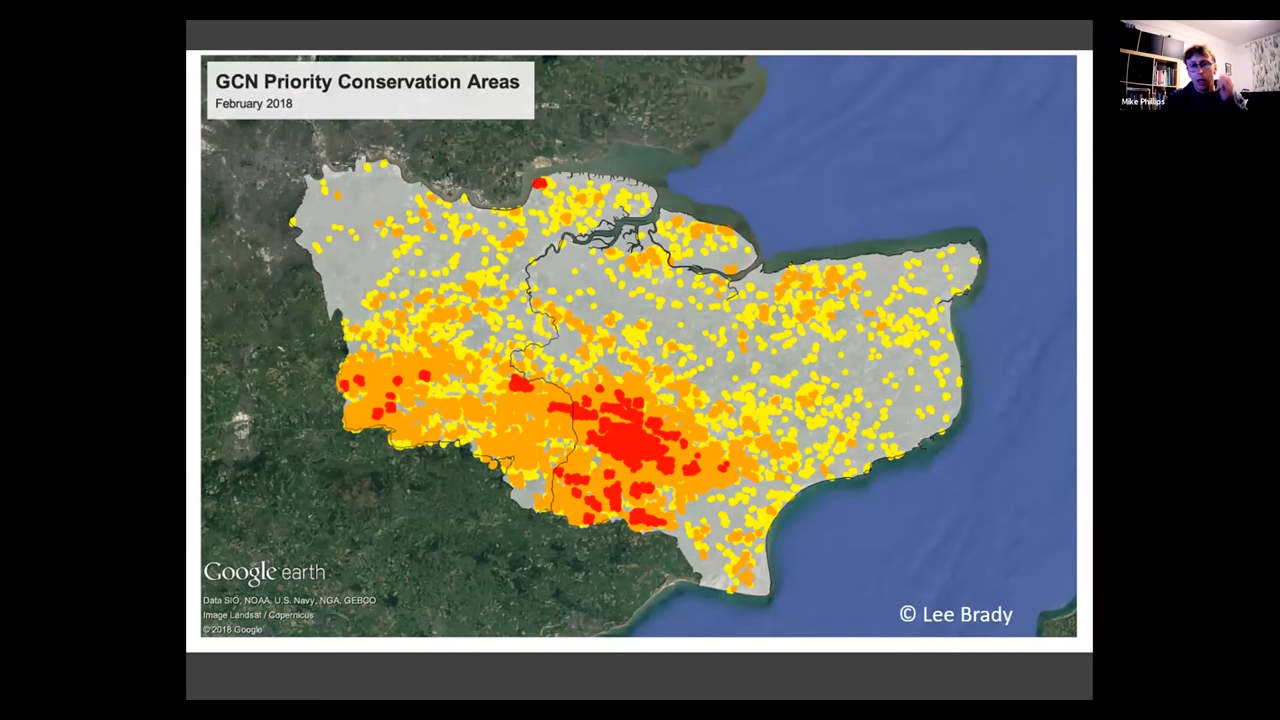 GCN Priority Conservation Areas
February 2018
Mike Phillips
Google earth
Data SIO, NOAA, U.S. Navy, NGA, GEBCO
Image Landsat / Copernicus
© 2018 Google
© Lee Brady